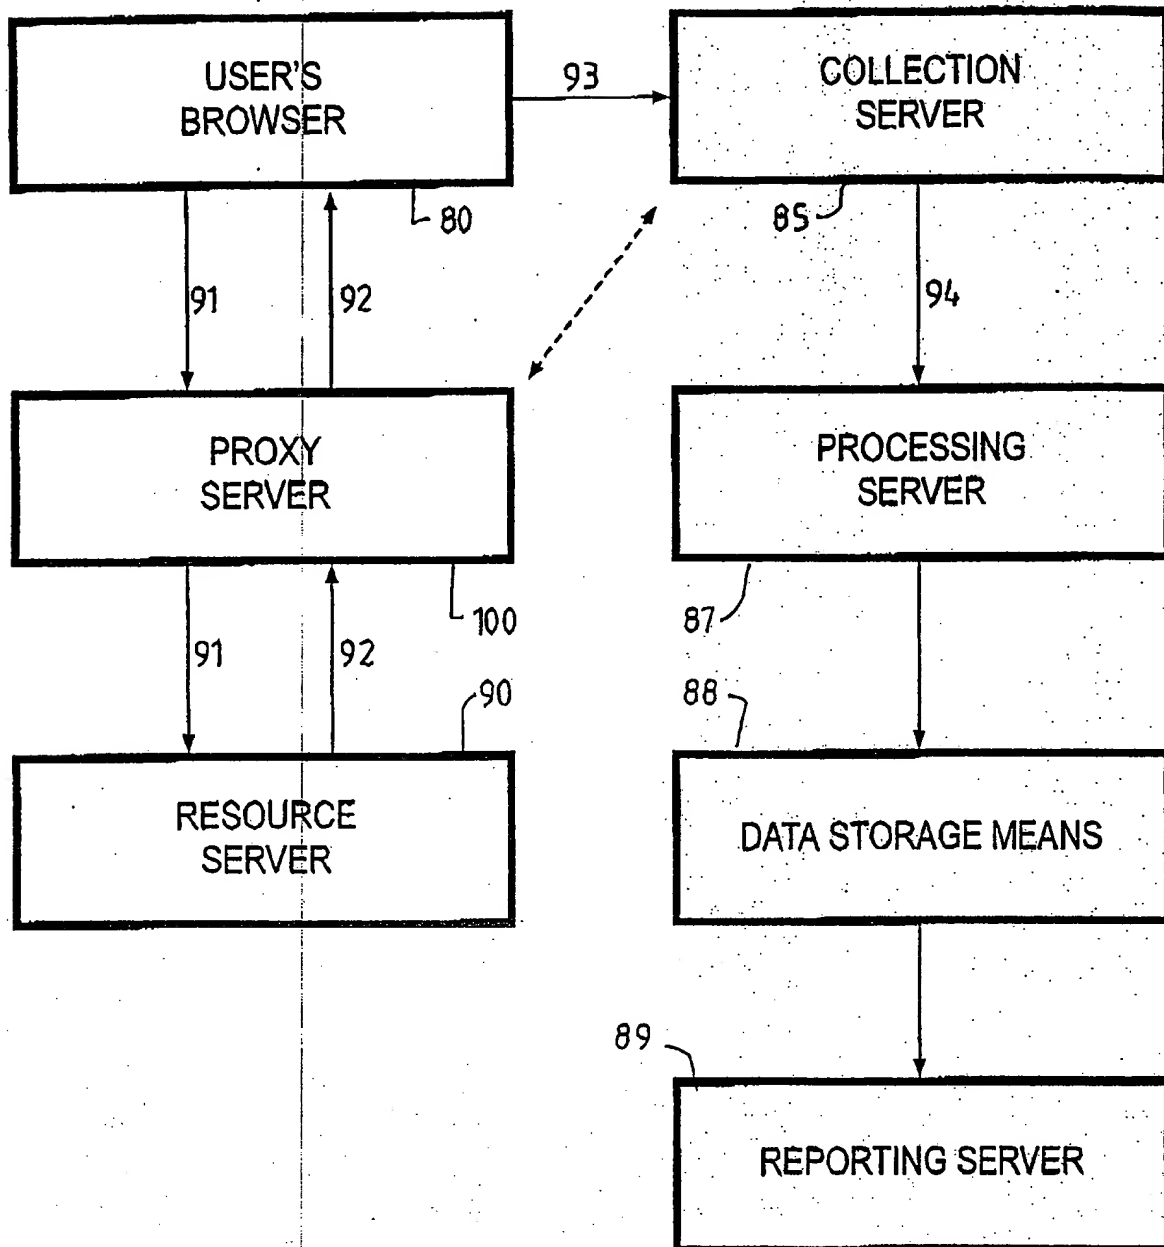 USER'S
BROWSER
93
COLLECTION
SERVER
80
85
91
92
94
PROXY
SERVER
PROCESSING
SERVER
100
87
91
92
90
88
RESOURCE
SERVER
DATA STORAGE MEANS
89
REPORTING SERVER